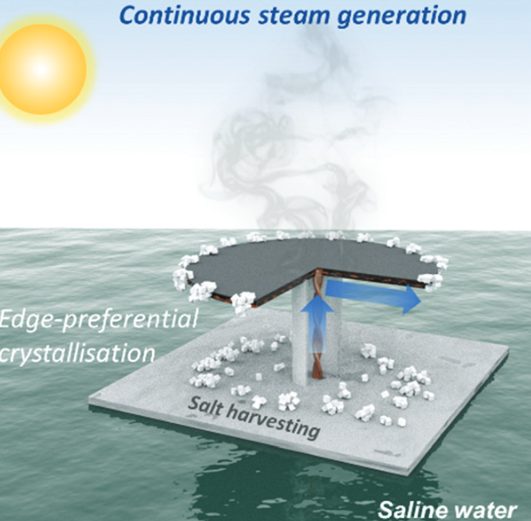 Continuous steam generation
Edge-preferential
crystallisation
Salt harvesting
Saline water